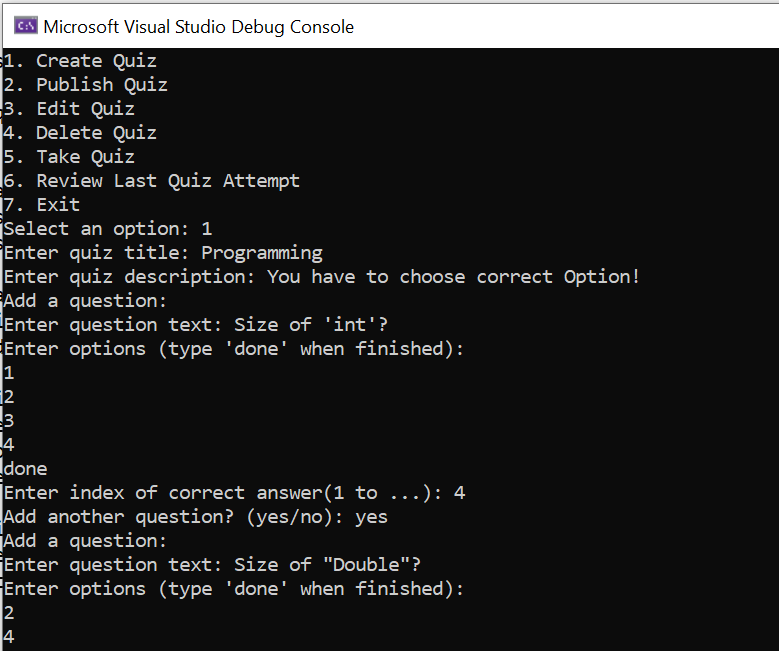 C:\ Microsoft Visual Studio Debug Console
1. Create Quiz
2. Publish Quiz
3. Edit Quiz
4. Delete Quiz
5. Take Quiz
6. Review Last Quiz Attempt
7. Exit
Select an option: 1
Enter quiz title: Programming
Enter quiz description: You have to choose correct Option!
Add a question:
Enter question text: Size of 'int'?
Enter options (type 'done' when finished):
1
2
3
4
done
Enter index of correct answer(1 to ...): 4
Add another question? (yes/no): yes
Add a question:
Enter question text: Size of "Double"?
Enter options (type 'done' when finished):
2
4